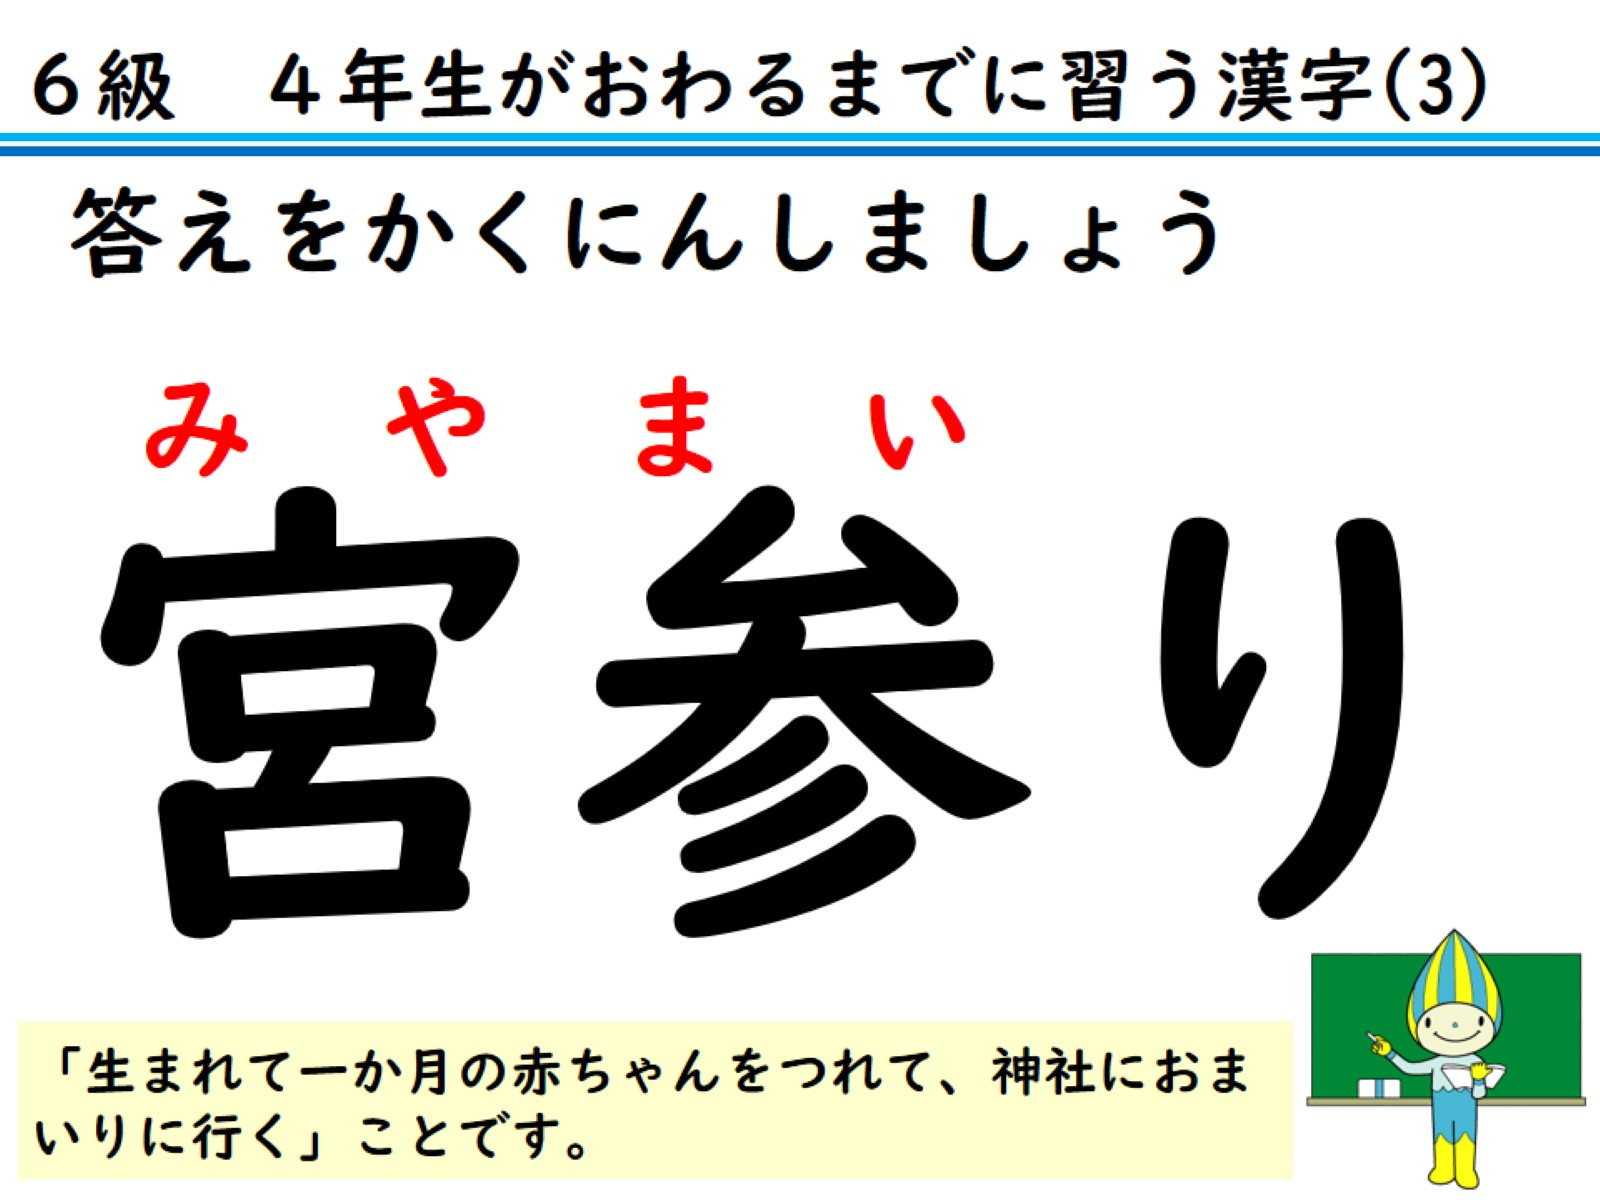 ６級　４年生がおわるまでに習う漢字(3)
答えをかくにんしましょう
み　や　ま　い
宮参り
「生まれて一か月の赤ちゃんをつれて、神社におま
いりに行く」ことです。